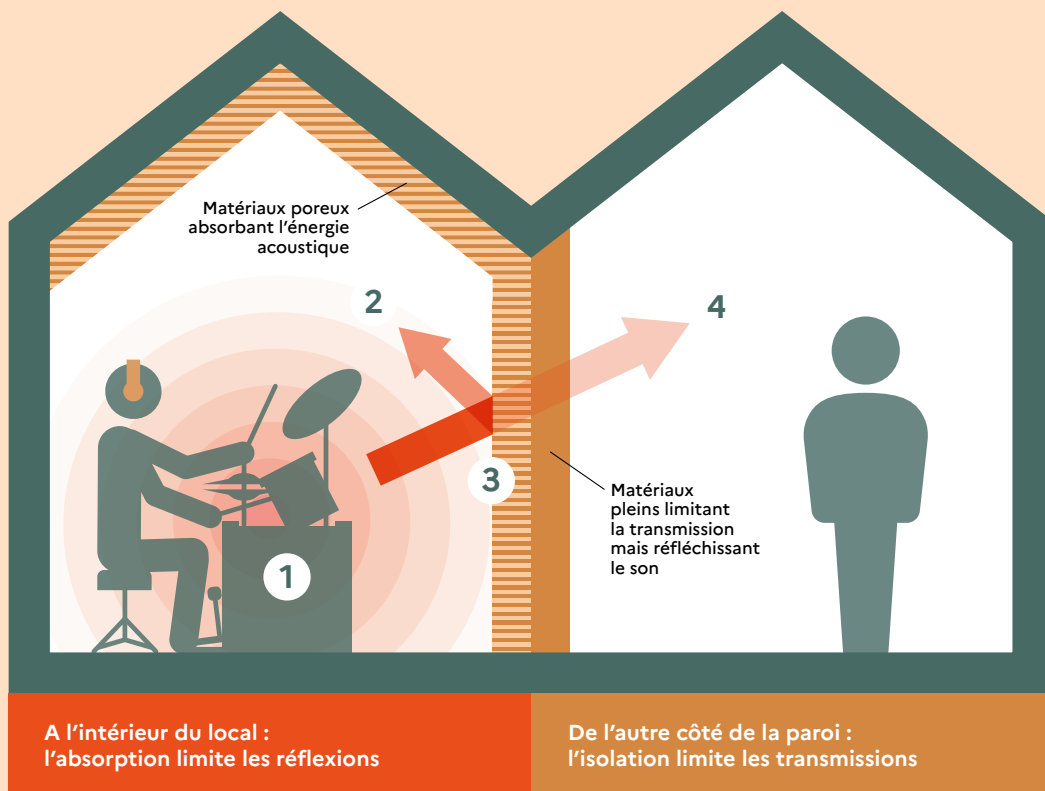 Matériaux poreux
absorbant l’énergie
acoustique
2
4
3
Matériaux
pleins limitant
la transmission
mais réfléchissant
le son
1
A l’intérieur du local :
l’absorption limite les réflexions
De l’autre côté de la paroi :
l’isolation limite les transmissions